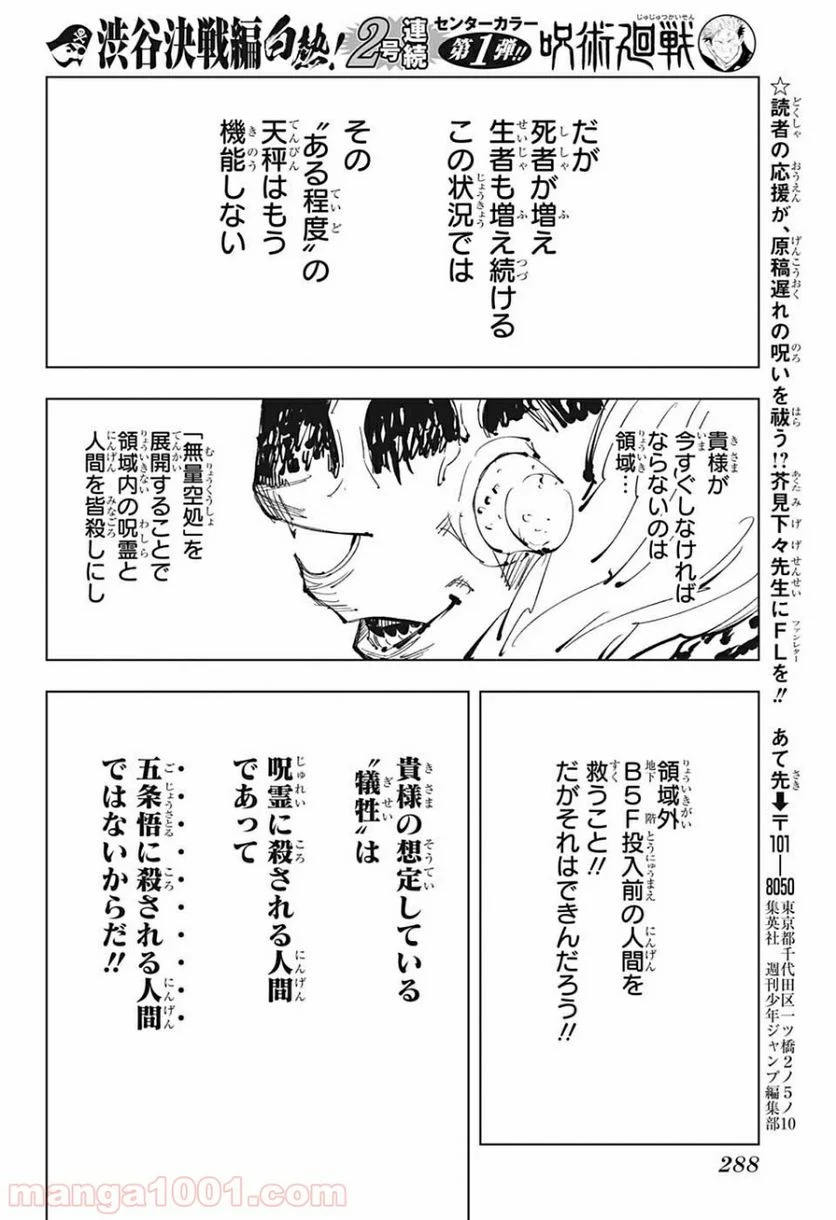 渋谷決戦編白熱!
2号連続
センターカラー
第1弾!!
呪術廻戦
じゅじゅつかいせん
☆読者の応援が、原稿遅れの呪いを祓う!?芥見下々先生にFLを!! あて先➡〒101―8050
東京都千代田区一ツ橋2ノ5ノ10
集英社 週刊少年ジャンプ編集部
だが
死者が増え
生者も増え続ける
この状況では
その
〝ある程度〟の
天秤はもう
機能しない
貴様が
今すぐしなければ
ならないのは
領域…
「無量空処」を
展開することで
領域内の呪霊と
人間を皆殺しにし
領域外
B5F投入前の人間を
地下 階
救うこと!!
だがそれはできんだろう!!
貴様の想定している
〝犠牲〟は
呪霊に殺される人間
であって
五条悟に殺される人間
ではないからだ!!
288
manga1001.com